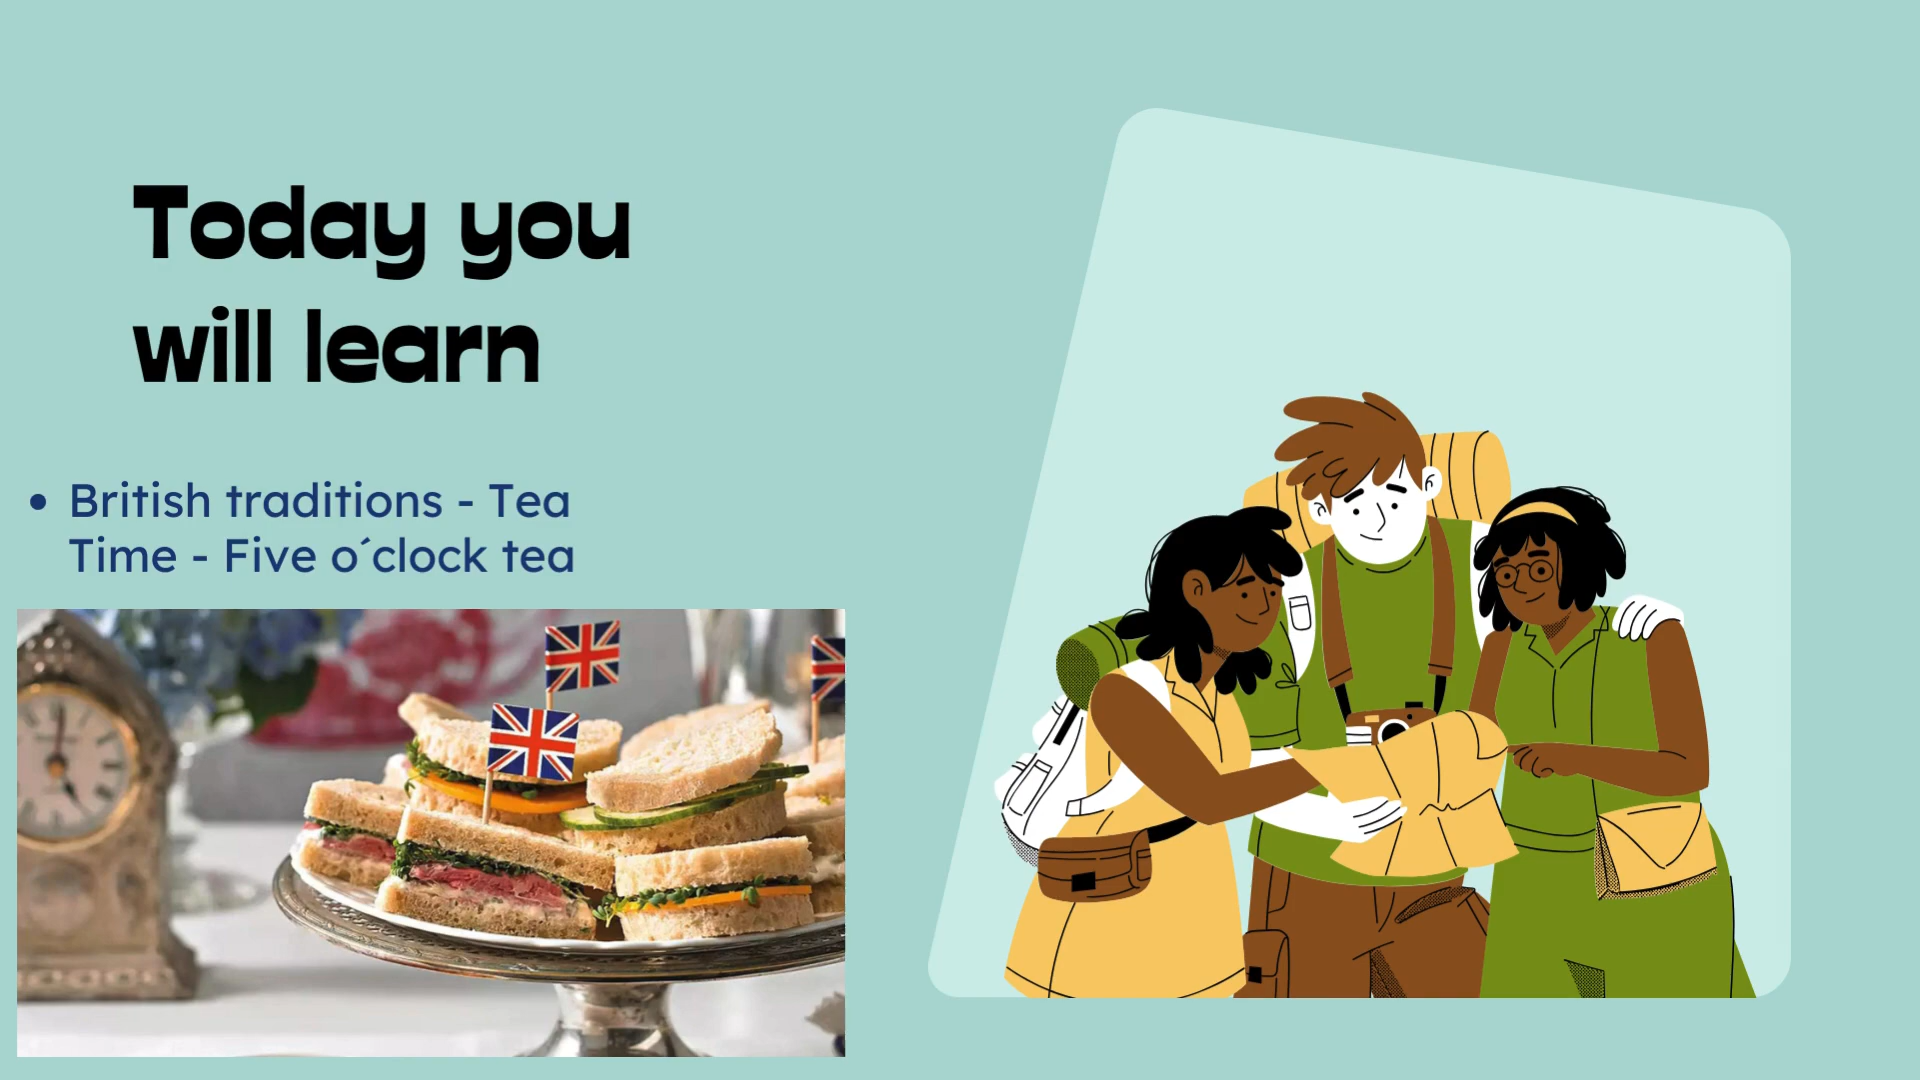 Today you
will learn
• British traditions - Tea
Time - Five o´clock tea